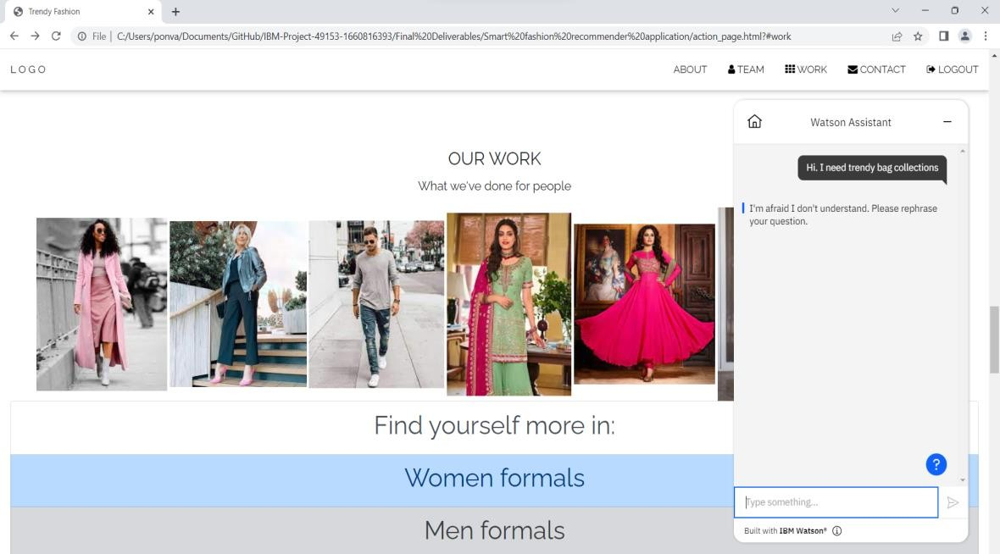 Trendy Fashion
File | C:/Users/ponva/Documents/GitHub/IBM-Project-49153-1660816393/Final%20Deliverables/Smart%20fashion%20recommender%20application/action_page.html?#work
LOGO
ABOUT TEAM WORK CONTACT LOGOUT
OUR WORK
What we've done for people
Find yourself more in:
Women formals
Men formals
Watson Assistant
Hi. I need trendy bag collections
I'm afraid I don't understand. Please rephrase
your question.
?
Type something...
Built with IBM Watson®